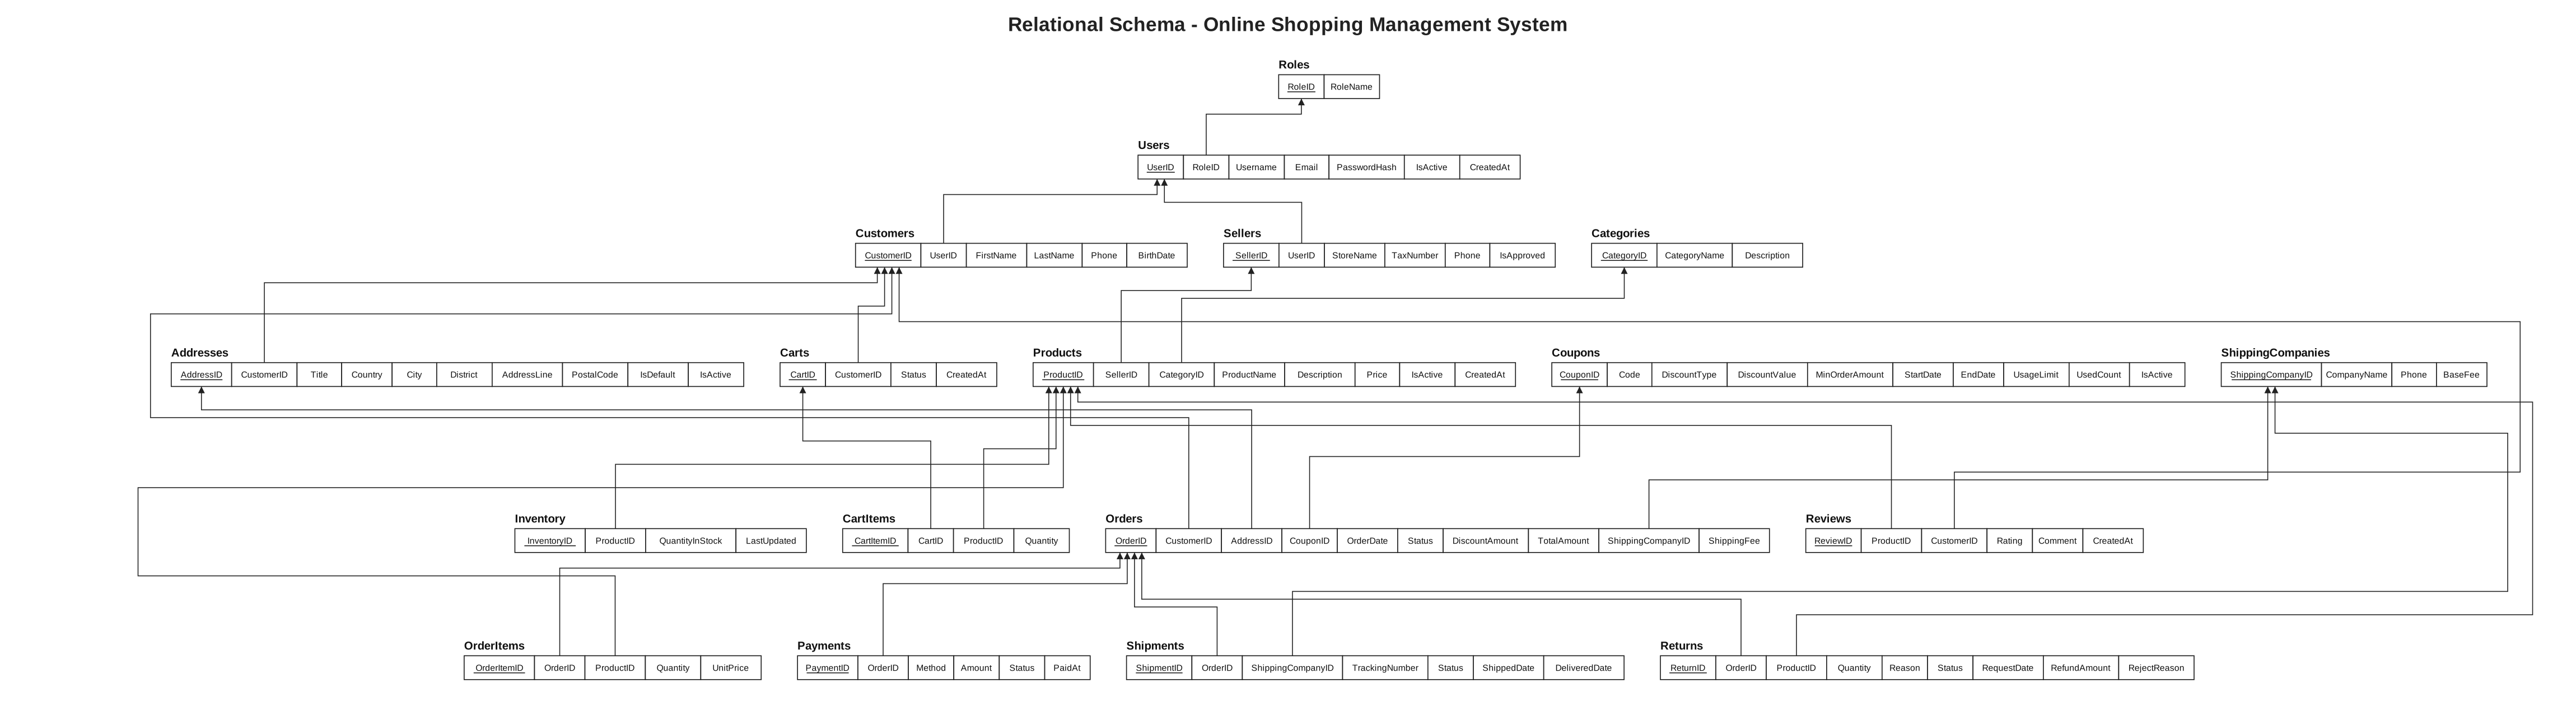 Relational Schema - Online Shopping Management System
Roles
RoleID RoleName
Users
UserID RoleID Username Email PasswordHash IsActive CreatedAt
Customers Sellers Categories
CustomerID UserID FirstName LastName Phone BirthDate SellerID UserID StoreName TaxNumber Phone IsApproved CategoryID CategoryName Description
Addresses Carts Products Coupons ShippingCompanies
AddressID CustomerID Title Country City District AddressLine PostalCode IsDefault IsActive CartID CustomerID Status CreatedAt ProductID SellerID CategoryID ProductName Description Price IsActive CreatedAt CouponID Code DiscountType DiscountValue MinOrderAmount StartDate EndDate UsageLimit UsedCount IsActive ShippingCompanyID CompanyName Phone BaseFee
Inventory CartItems Orders Reviews
InventoryID ProductID QuantityInStock LastUpdated CartItemID CartID ProductID Quantity OrderID CustomerID AddressID CouponID OrderDate Status DiscountAmount TotalAmount ShippingCompanyID ShippingFee ReviewID ProductID CustomerID Rating Comment CreatedAt
OrderItems Payments Shipments Returns
OrderItemID OrderID ProductID Quantity UnitPrice PaymentID OrderID Method Amount Status PaidAt ShipmentID OrderID ShippingCompanyID TrackingNumber Status ShippedDate DeliveredDate ReturnID OrderID ProductID Quantity Reason Status RequestDate RefundAmount RejectReason